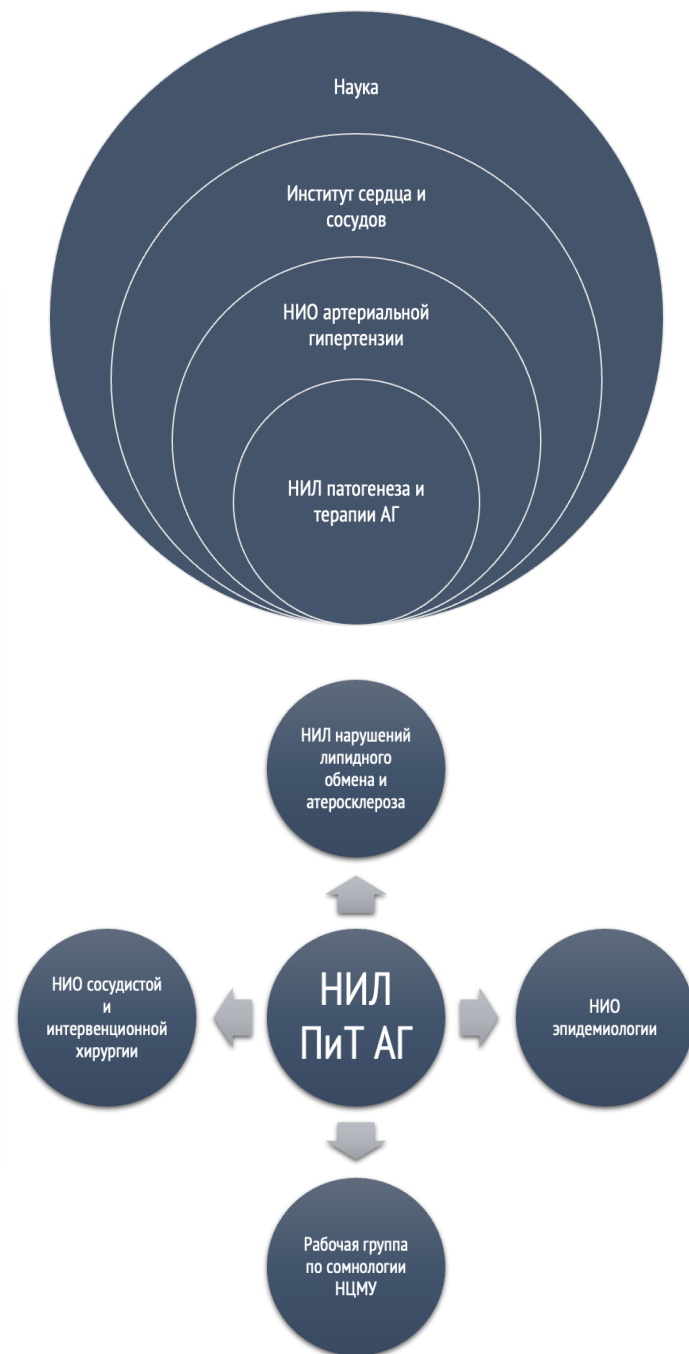 Наука
Институт сердца и
сосудов
НИО артериальной
гипертензии
НИЛ патогенеза и
терапии АГ
НИЛ нарушений
липидного
обмена и
атеросклероза
НИО сосудистой
и
интервенционной
хирургии
НИЛ
ПиТ АГ
НИО
эпидемиологии
Рабочая группа
по сомнологии
НЦМУ